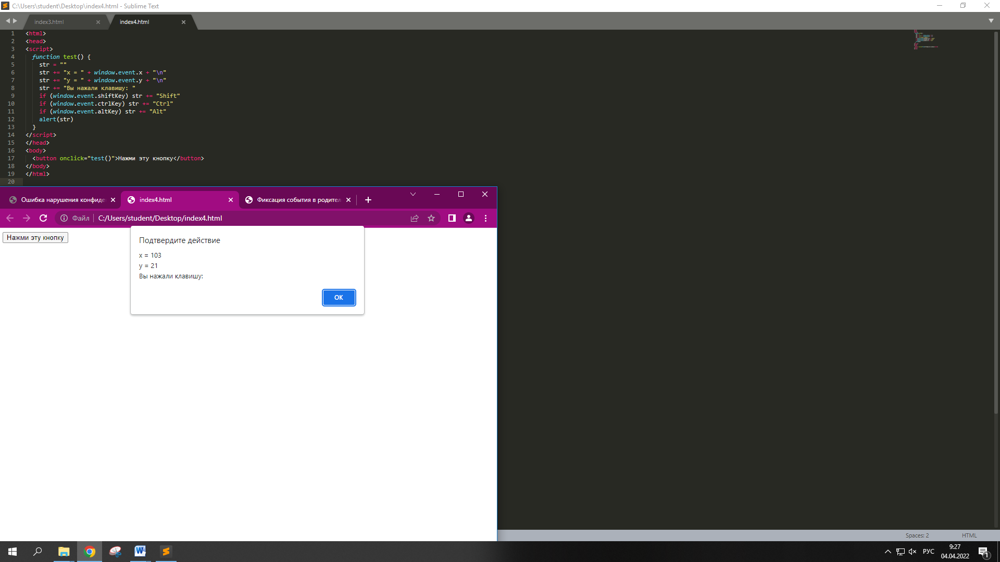 C:\Users\student\Desktop\index4.html - Sublime Text
index3.html
index4.html
1 <html>
2 <head>
3 <script>
4 function test() {
5 str = ""
6 str += "x = " + window.event.x + "\n"
7 str += "y = " + window.event.y + "\n"
8 str += "Вы нажали клавишу: "
9 if (window.event.shiftKey) str += "Shift"
10 if (window.event.ctrlKey) str += "Ctrl"
11 if (window.event.altKey) str += "Alt"
12 alert(str)
13 }
14 </script>
15 </head>
16 <body>
17 <button onclick="test()">Нажми эту кнопку</button>
18 </body>
19 </html>
20
Ошибка нарушения конфиде
index4.html
Фиксация события в родител
Файл
C:/Users/student/Desktop/index4.html
Нажми эту кнопку
Подтвердите действие
x = 103
y = 21
Вы нажали клавишу:
ОК
Spaces: 2
HTML
РУС
9:27
04.04.2022
1